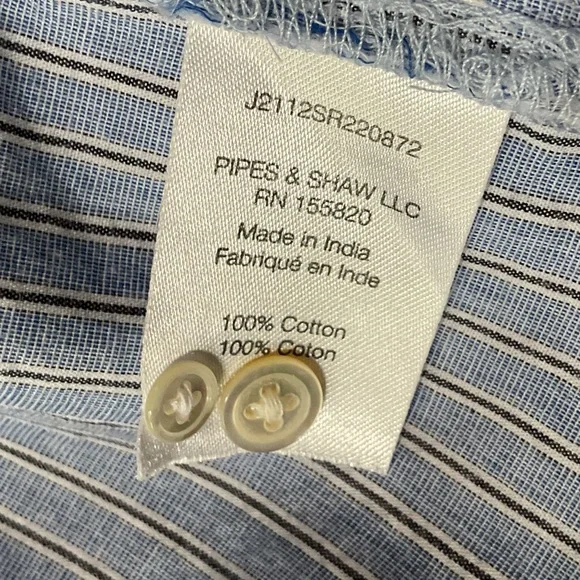 J2112SR220872
PIPES & SHAW LLC
RN 155820
Made in India
Fabriqué en Inde
100% Cotton
100% Coton